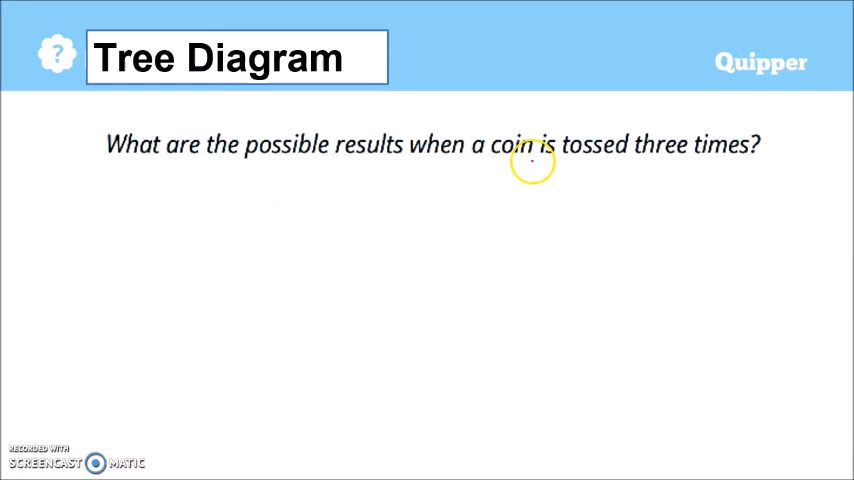 ?
Tree Diagram
Quipper
What are the possible results when a coin is tossed three times?
RECORDED WITH
SCREENCAST MATIC